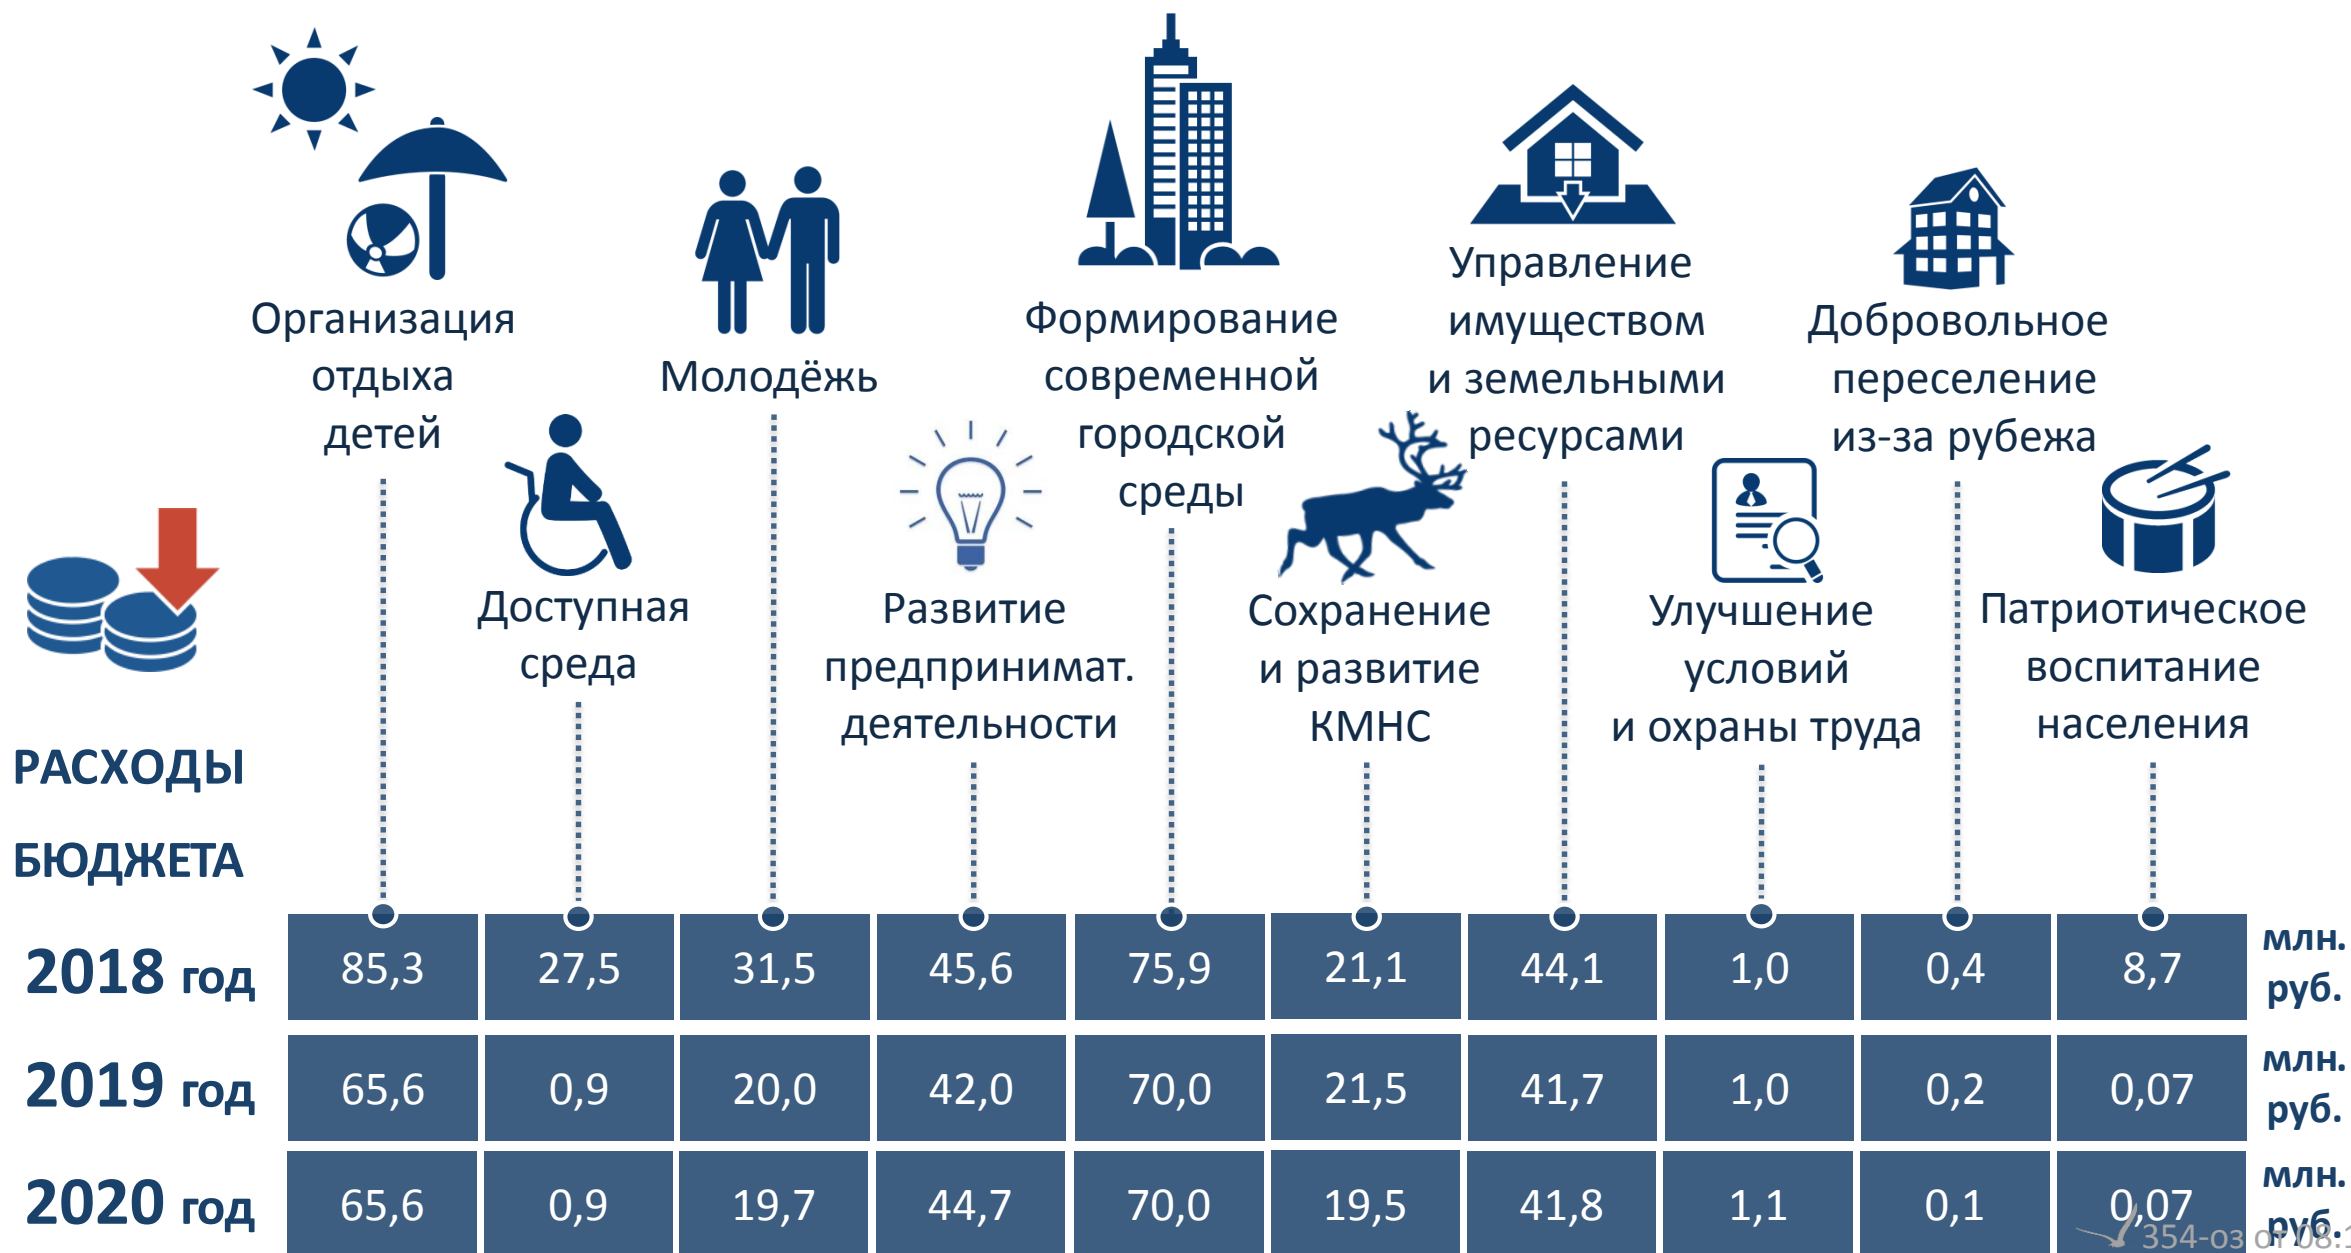 Организация
отдыха
детей
Доступная
среда
Молодёжь
Развитие
предпринимат.
деятельности
Формирование
современной
городской
среды
Сохранение
и развитие
КМНС
Управление
имуществом
и земельными
ресурсами
Улучшение
условий
и охраны труда
Добровольное
переселение
из-за рубежа
Патриотическое
воспитание
населения
РАСХОДЫ
БЮДЖЕТА
2018 год 85,3 27,5 31,5 45,6 75,9 21,1 44,1 1,0 0,4 8,7 млн. руб.
2019 год 65,6 0,9 20,0 42,0 70,0 21,5 41,7 1,0 0,2 0,07 млн. руб.
2020 год 65,6 0,9 19,7 44,7 70,0 19,5 41,8 1,1 0,1 0,07 млн. руб.
354-оз от 08.